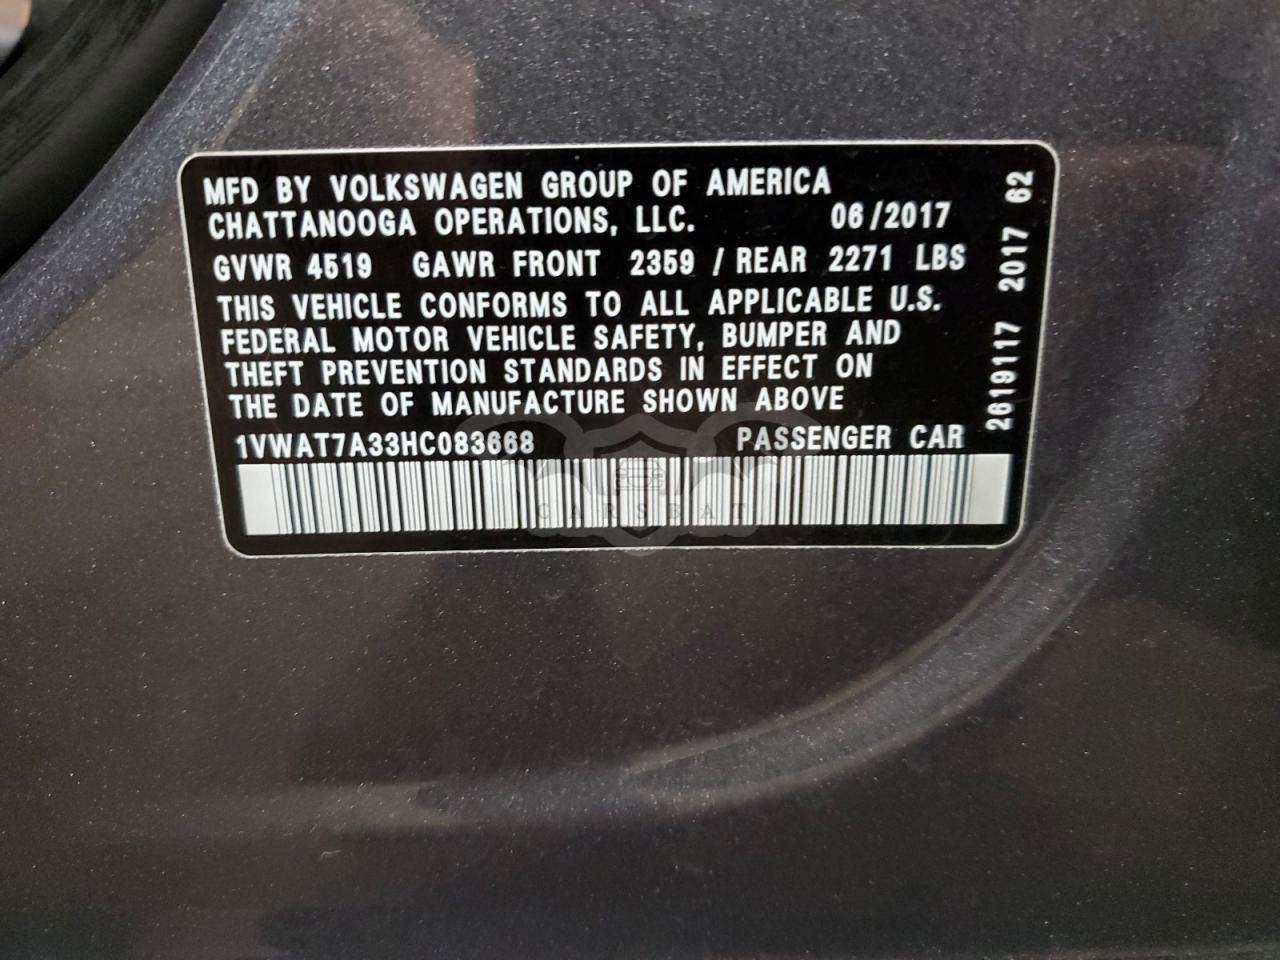 MFD BY VOLKSWAGEN GROUP OF AMERICA
CHATTANOOGA OPERATIONS, LLC. 06/2017
GVWR 4519 GAWR FRONT 2359 / REAR 2271 LBS
THIS VEHICLE CONFORMS TO ALL APPLICABLE U.S.
FEDERAL MOTOR VEHICLE SAFETY, BUMPER AND
THEFT PREVENTION STANDARDS IN EFFECT ON
THE DATE OF MANUFACTURE SHOWN ABOVE
1VWAT7A33HC083668 PASSENGER CAR
2619117 2017 62
CARSBAT